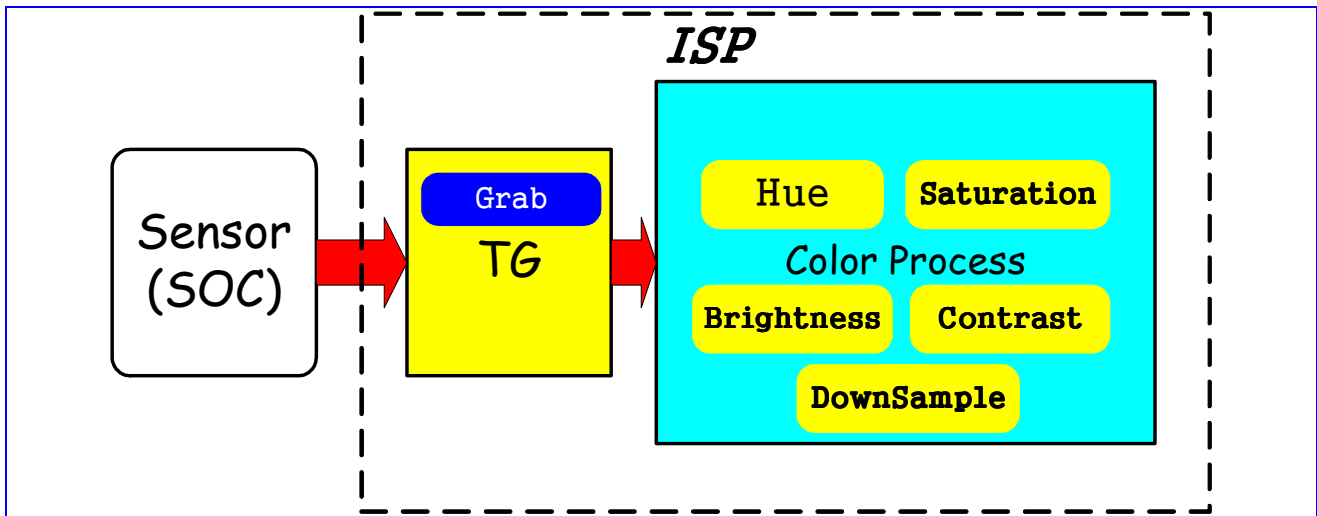 ISP
Sensor
(SOC)
Grab
TG
Hue
Saturation
Color Process
Brightness
Contrast
DownSample